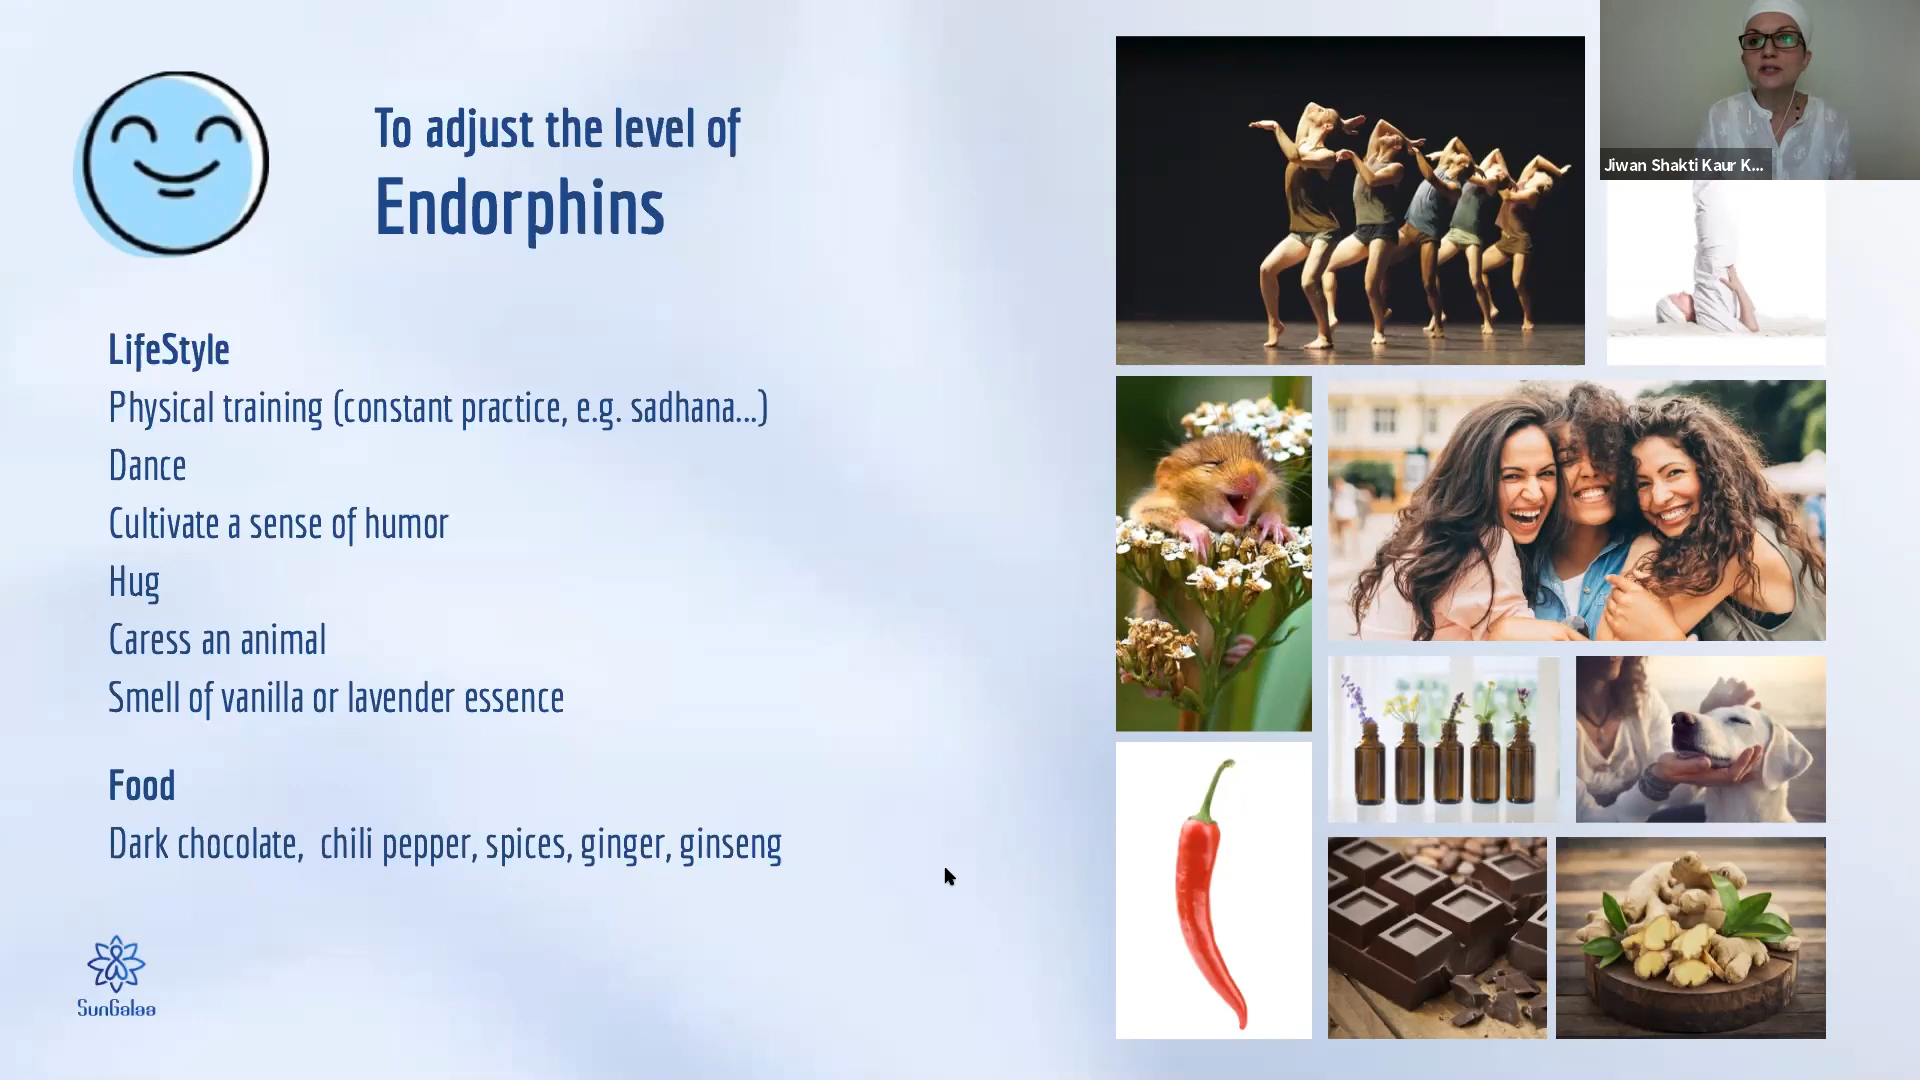 To adjust the level of
Endorphins
Jiwan Shakti Kaur K...
LifeStyle
Physical training (constant practice, e.g. sadhana...)
Dance
Cultivate a sense of humor
Hug
Caress an animal
Smell of vanilla or lavender essence
Food
Dark chocolate,  chili pepper, spices, ginger, ginseng
SunGalaa